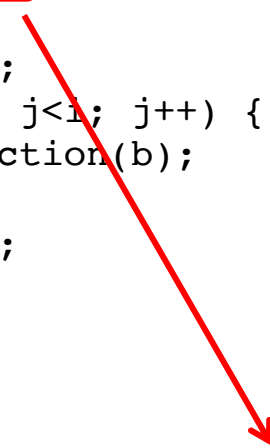 ;
j<i; j++) {
ction(b);
;